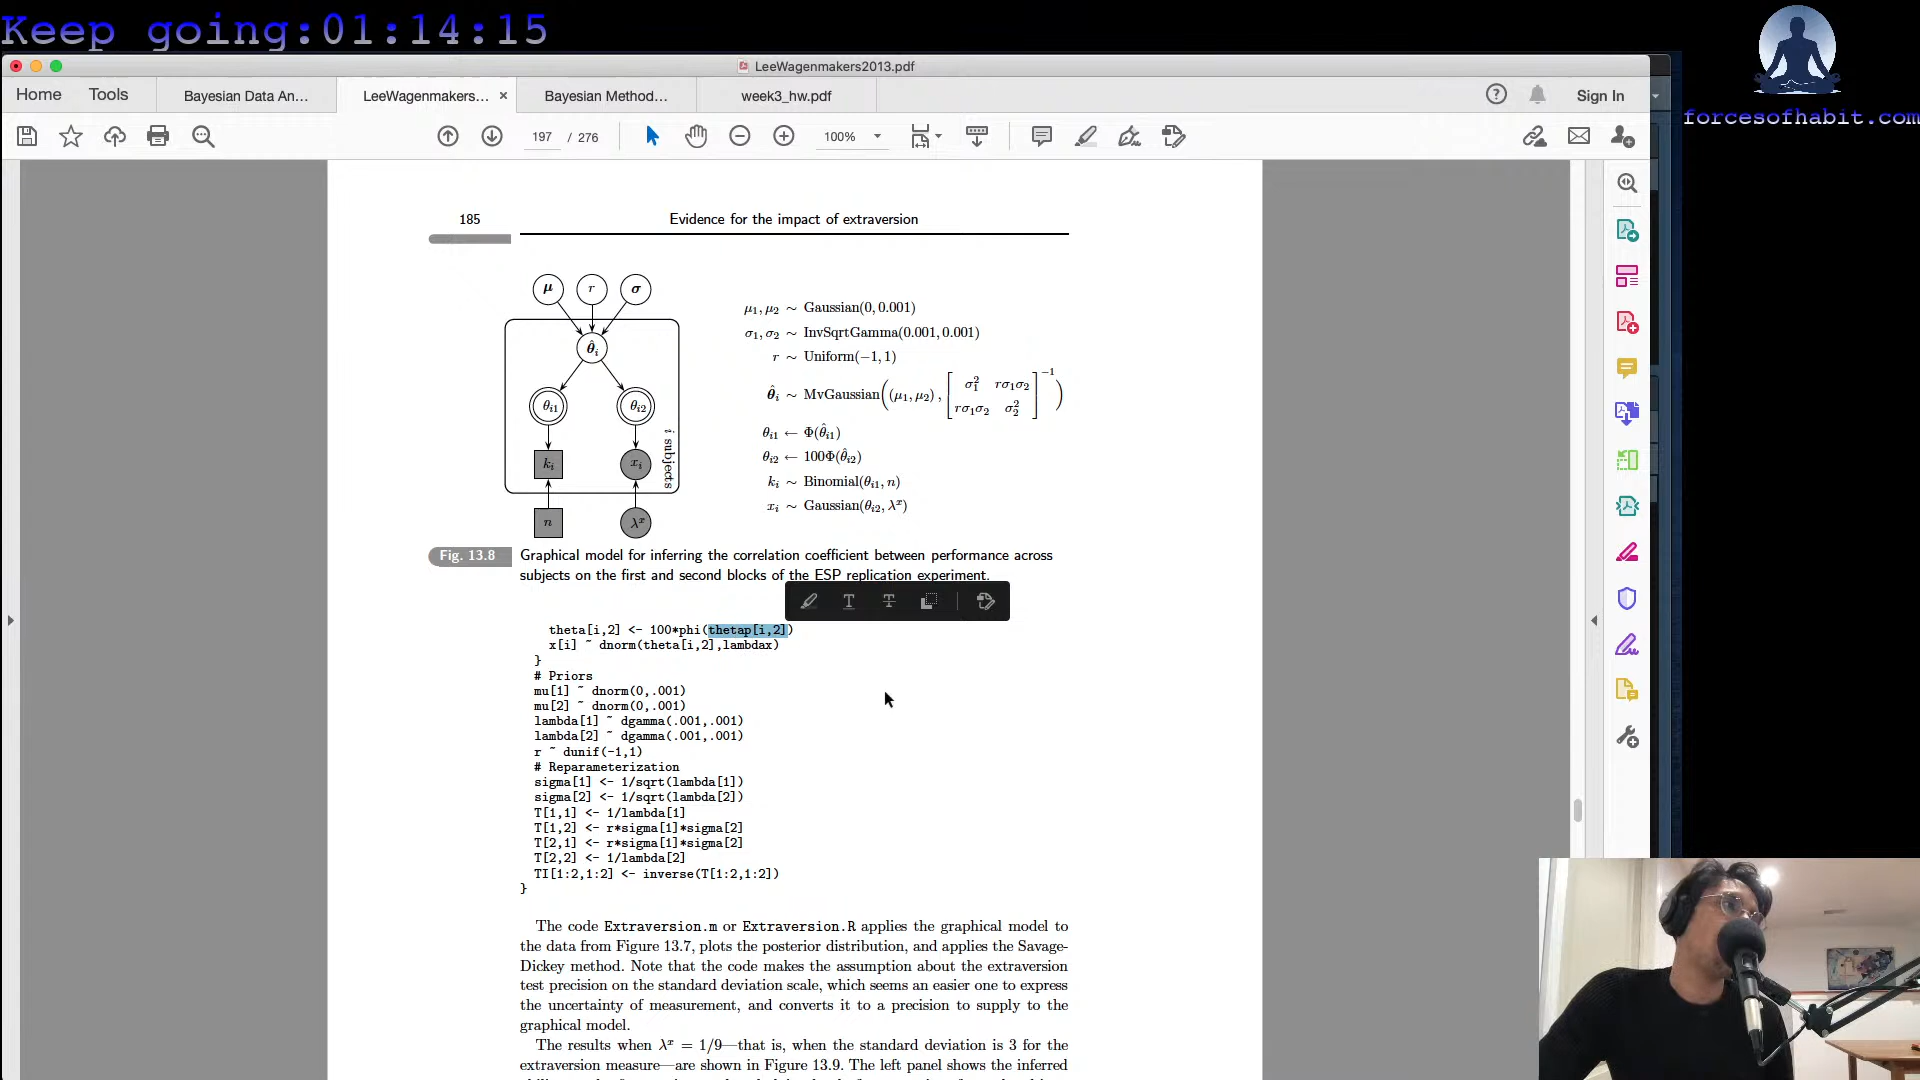 Keep going:01:14:15
forcesofhabit.com
LeeWagenmakers2013.pdf
Home Tools Bayesian Data An... LeeWagenmakers... × Bayesian Method... week3_hw.pdf ? Sign In
197 / 276 100%
185 Evidence for the impact of extraversion
μ r σ
θ̂i
θi1 θi2
ki xi
i subjects
n λˣ
μ1, μ2 ∼ Gaussian(0, 0.001)
σ1, σ2 ∼ InvSqrtGamma(0.001, 0.001)
r ∼ Uniform(−1, 1)
θ̂i ∼ MvGaussian((μ1, μ2), [σ1² rσ1σ2 rσ1σ2 σ2²]⁻¹)
θi1 ← Φ(θ̂i1)
θi2 ← 100Φ(θ̂i2)
ki ∼ Binomial(θi1, n)
xi ∼ Gaussian(θi2, λˣ)
Fig. 13.8 Graphical model for inferring the correlation coefficient between performance across
subjects on the first and second blocks of the ESP replication experiment.
theta[i,2] <- 100*phi(thetap[i,2])
x[i] ~ dnorm(theta[i,2],lambdax)
}
# Priors
mu[1] ~ dnorm(0,.001)
mu[2] ~ dnorm(0,.001)
lambda[1] ~ dgamma(.001,.001)
lambda[2] ~ dgamma(.001,.001)
r ~ dunif(-1,1)
# Reparameterization
sigma[1] <- 1/sqrt(lambda[1])
sigma[2] <- 1/sqrt(lambda[2])
T[1,1] <- 1/lambda[1]
T[1,2] <- r*sigma[1]*sigma[2]
T[2,1] <- r*sigma[1]*sigma[2]
T[2,2] <- 1/lambda[2]
TI[1:2,1:2] <- inverse(T[1:2,1:2])
}
The code Extraversion.m or Extraversion.R applies the graphical model to
the data from Figure 13.7, plots the posterior distribution, and applies the Savage-
Dickey method. Note that the code makes the assumption about the extraversion
test precision on the standard deviation scale, which seems an easier one to express
the uncertainty of measurement, and converts it to a precision to supply to the
graphical model.
The results when λˣ = 1/9—that is, when the standard deviation is 3 for the
extraversion measure—are shown in Figure 13.9. The left panel shows the inferred